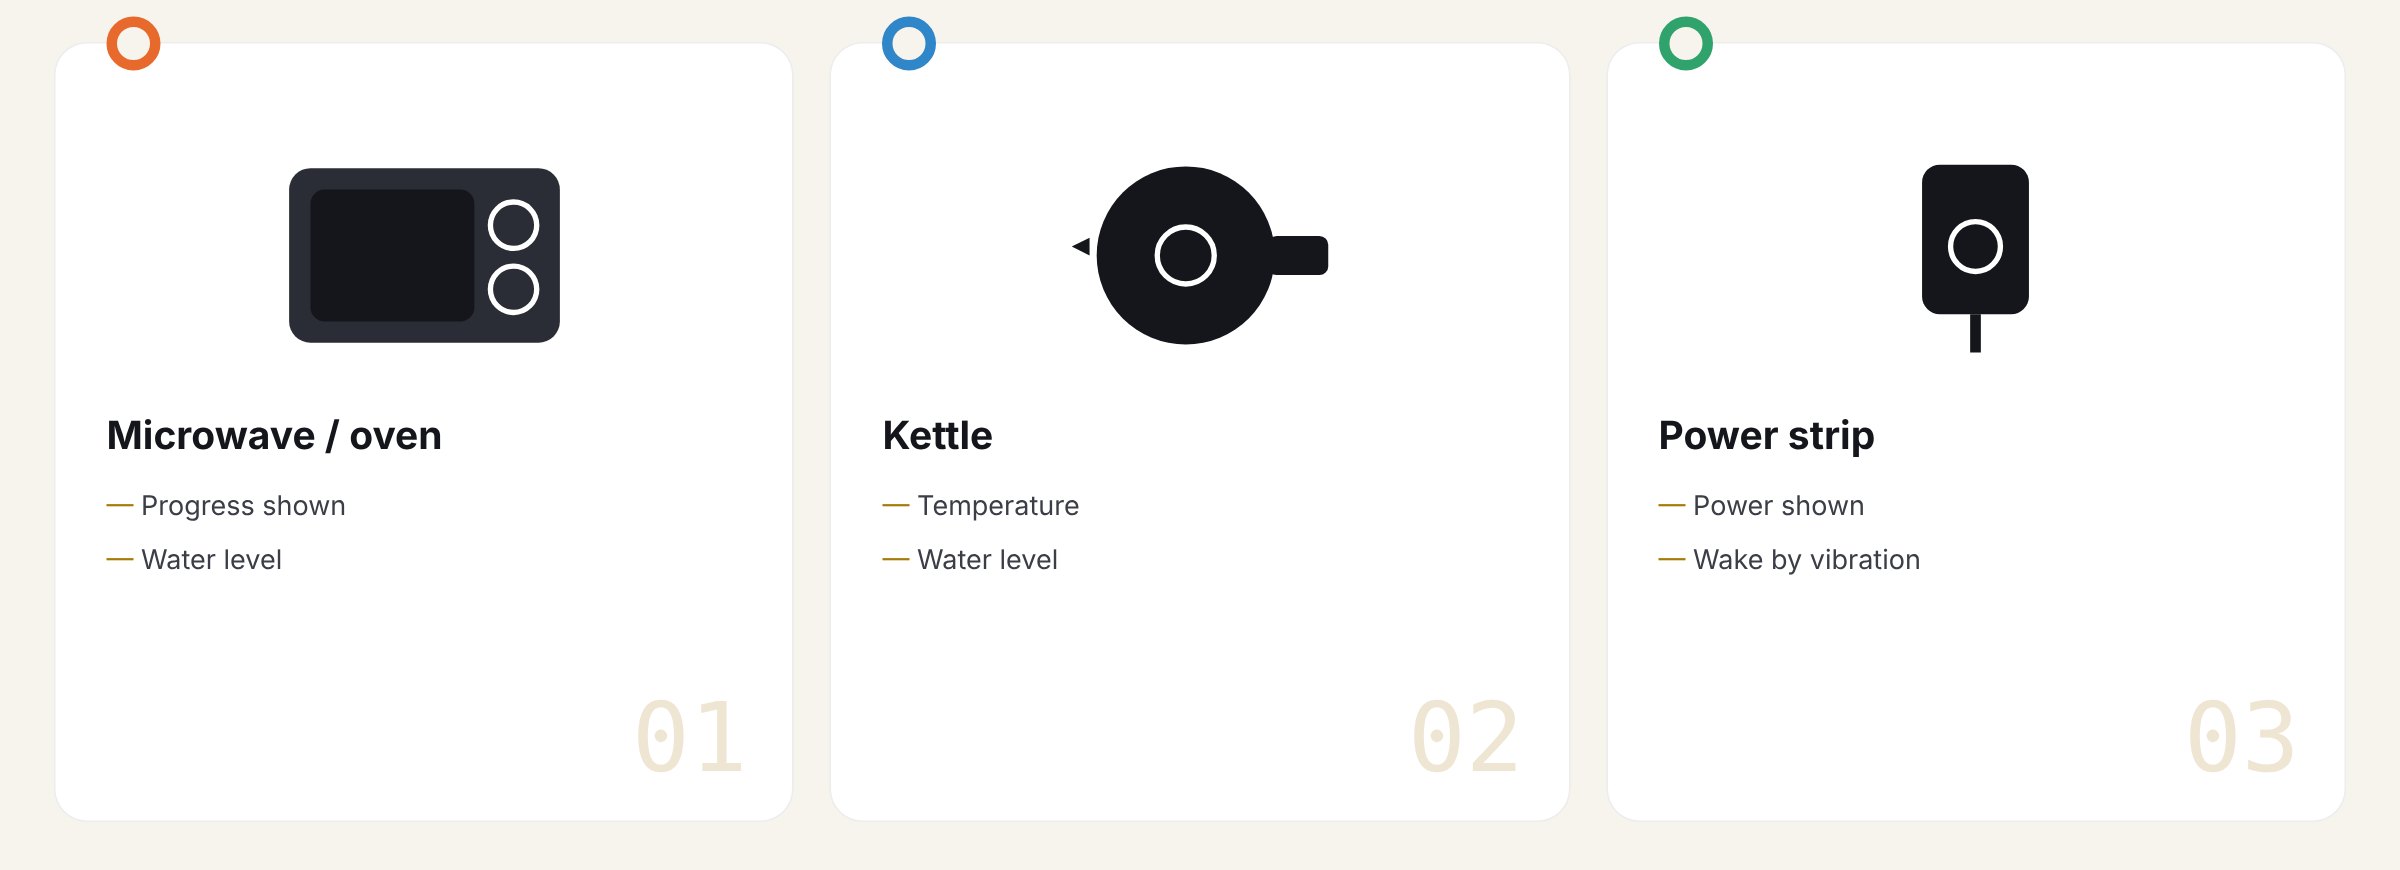 Microwave / oven
— Progress shown
— Water level
01
Kettle
— Temperature
— Water level
02
Power strip
— Power shown
— Wake by vibration
03